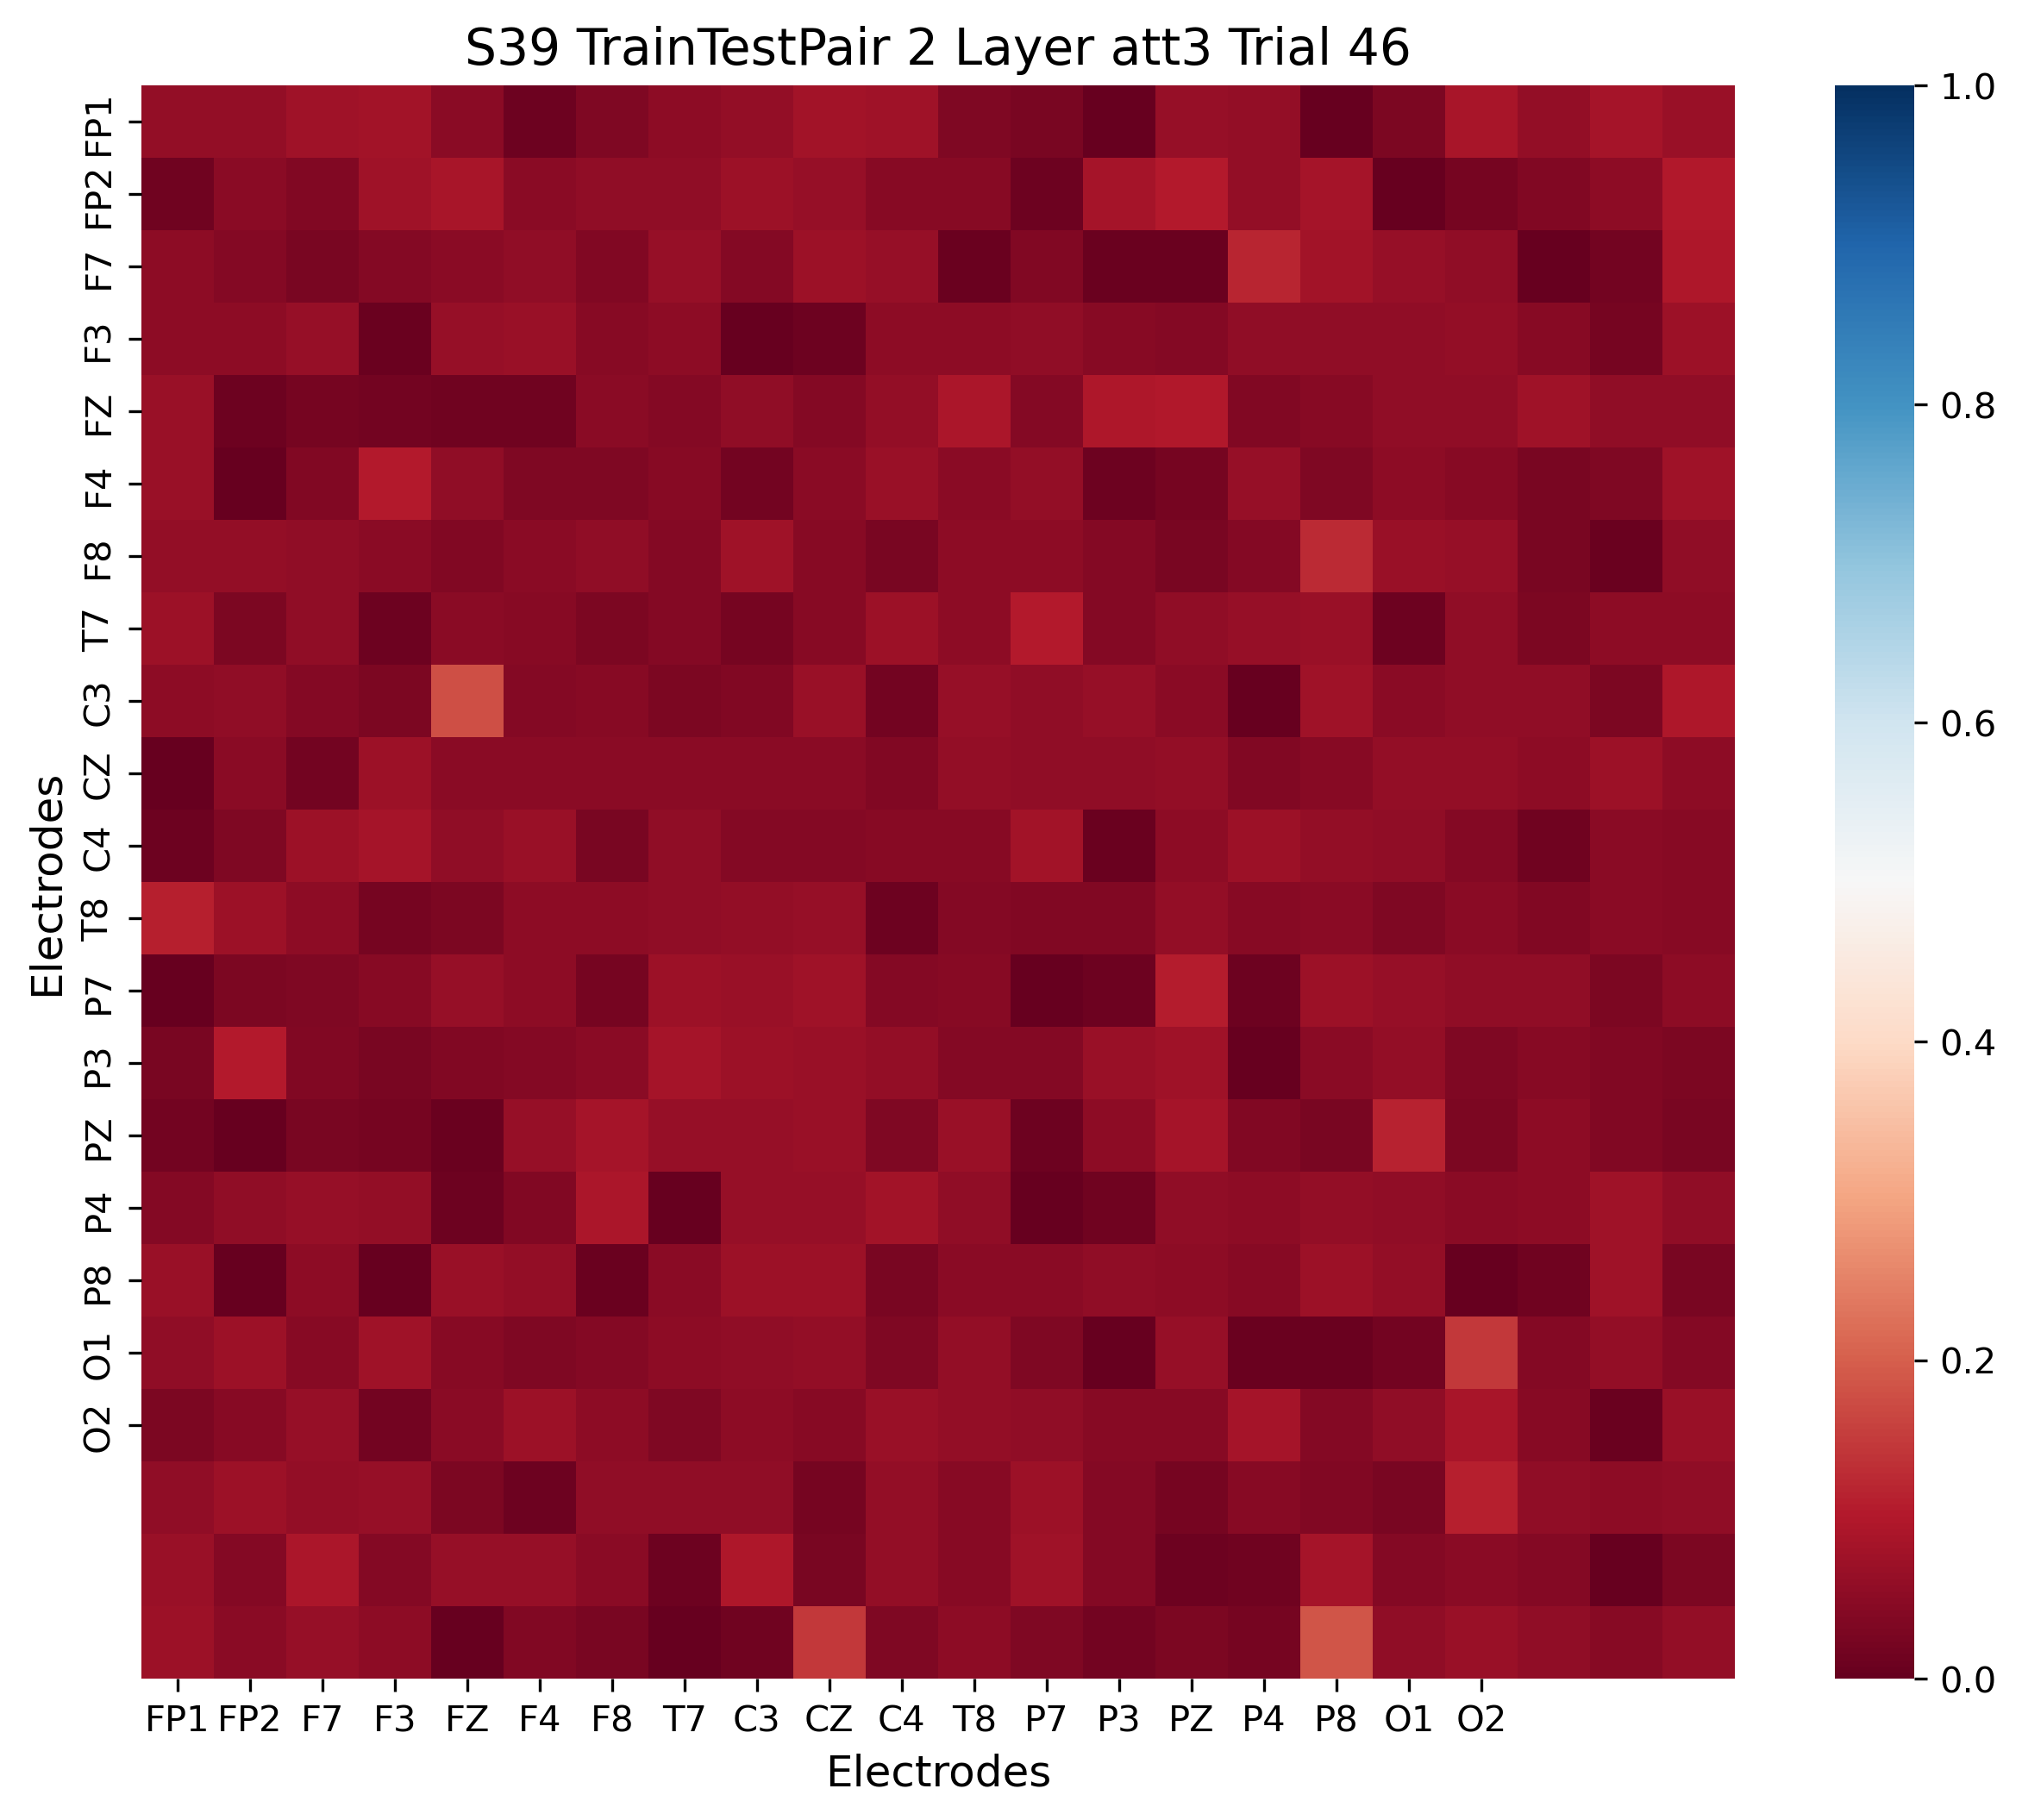 S39 TrainTestPair 2 Layer att3 Trial 46
Electrodes
FP1
FP2
F7
F3
FZ
F4
F8
T7
C3
CZ
C4
T8
P7
P3
PZ
P4
P8
O1
O2
FP1 FP2 F7 F3 FZ F4 F8 T7 C3 CZ C4 T8 P7 P3 PZ P4 P8 O1 O2
Electrodes
1.0
0.8
0.6
0.4
0.2
0.0